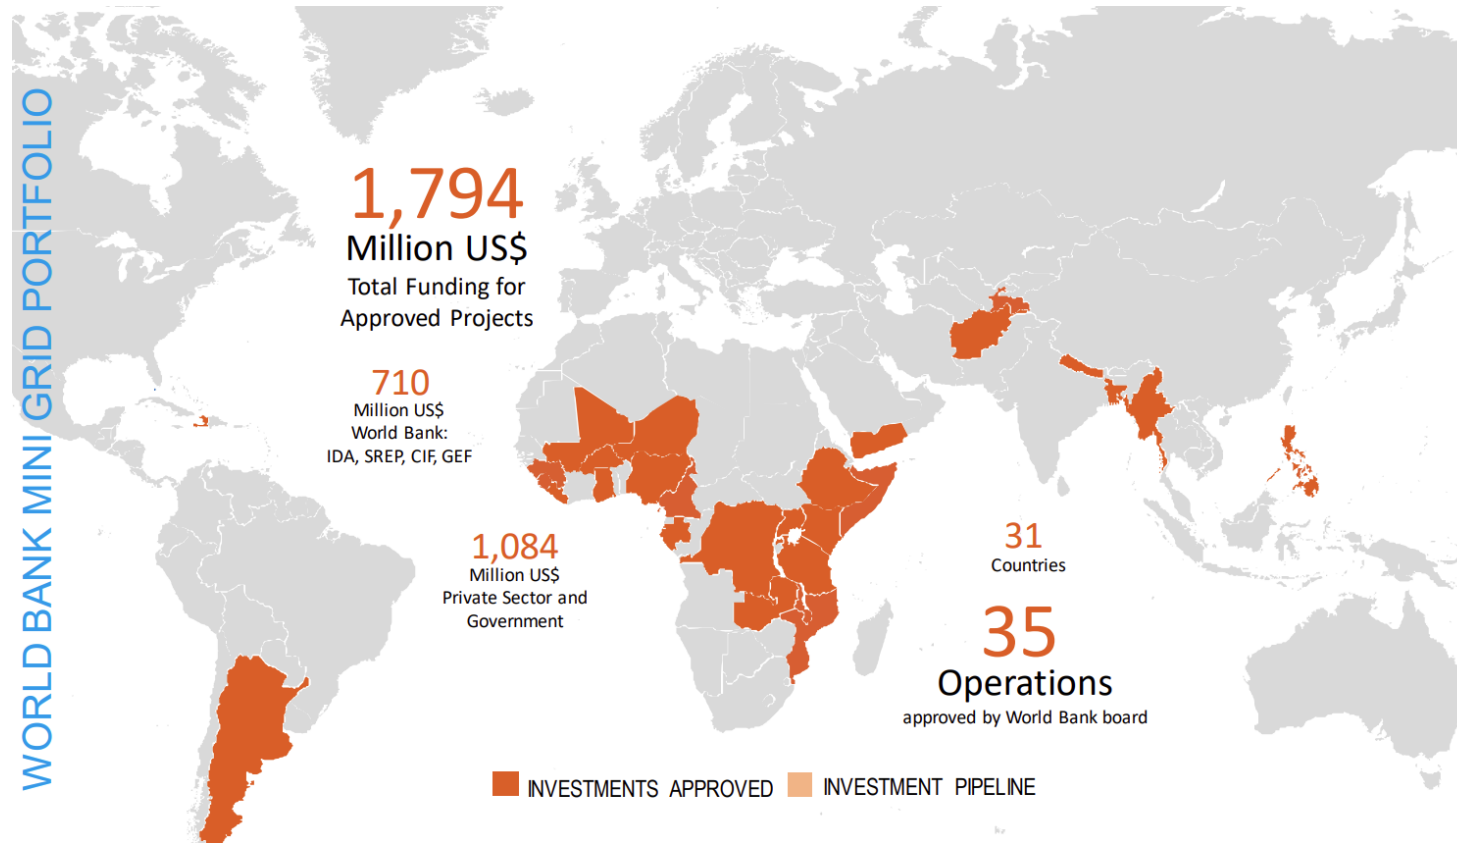 WORLD BANK MINI GRID PORTFOLIO
1,794
Million US$
Total Funding for
Approved Projects
710
Million US$
World Bank:
IDA, SREP, CIF, GEF
1,084
Million US$
Private Sector and
Government
31
Countries
35
Operations
approved by World Bank board
INVESTMENTS APPROVED
INVESTMENT PIPELINE